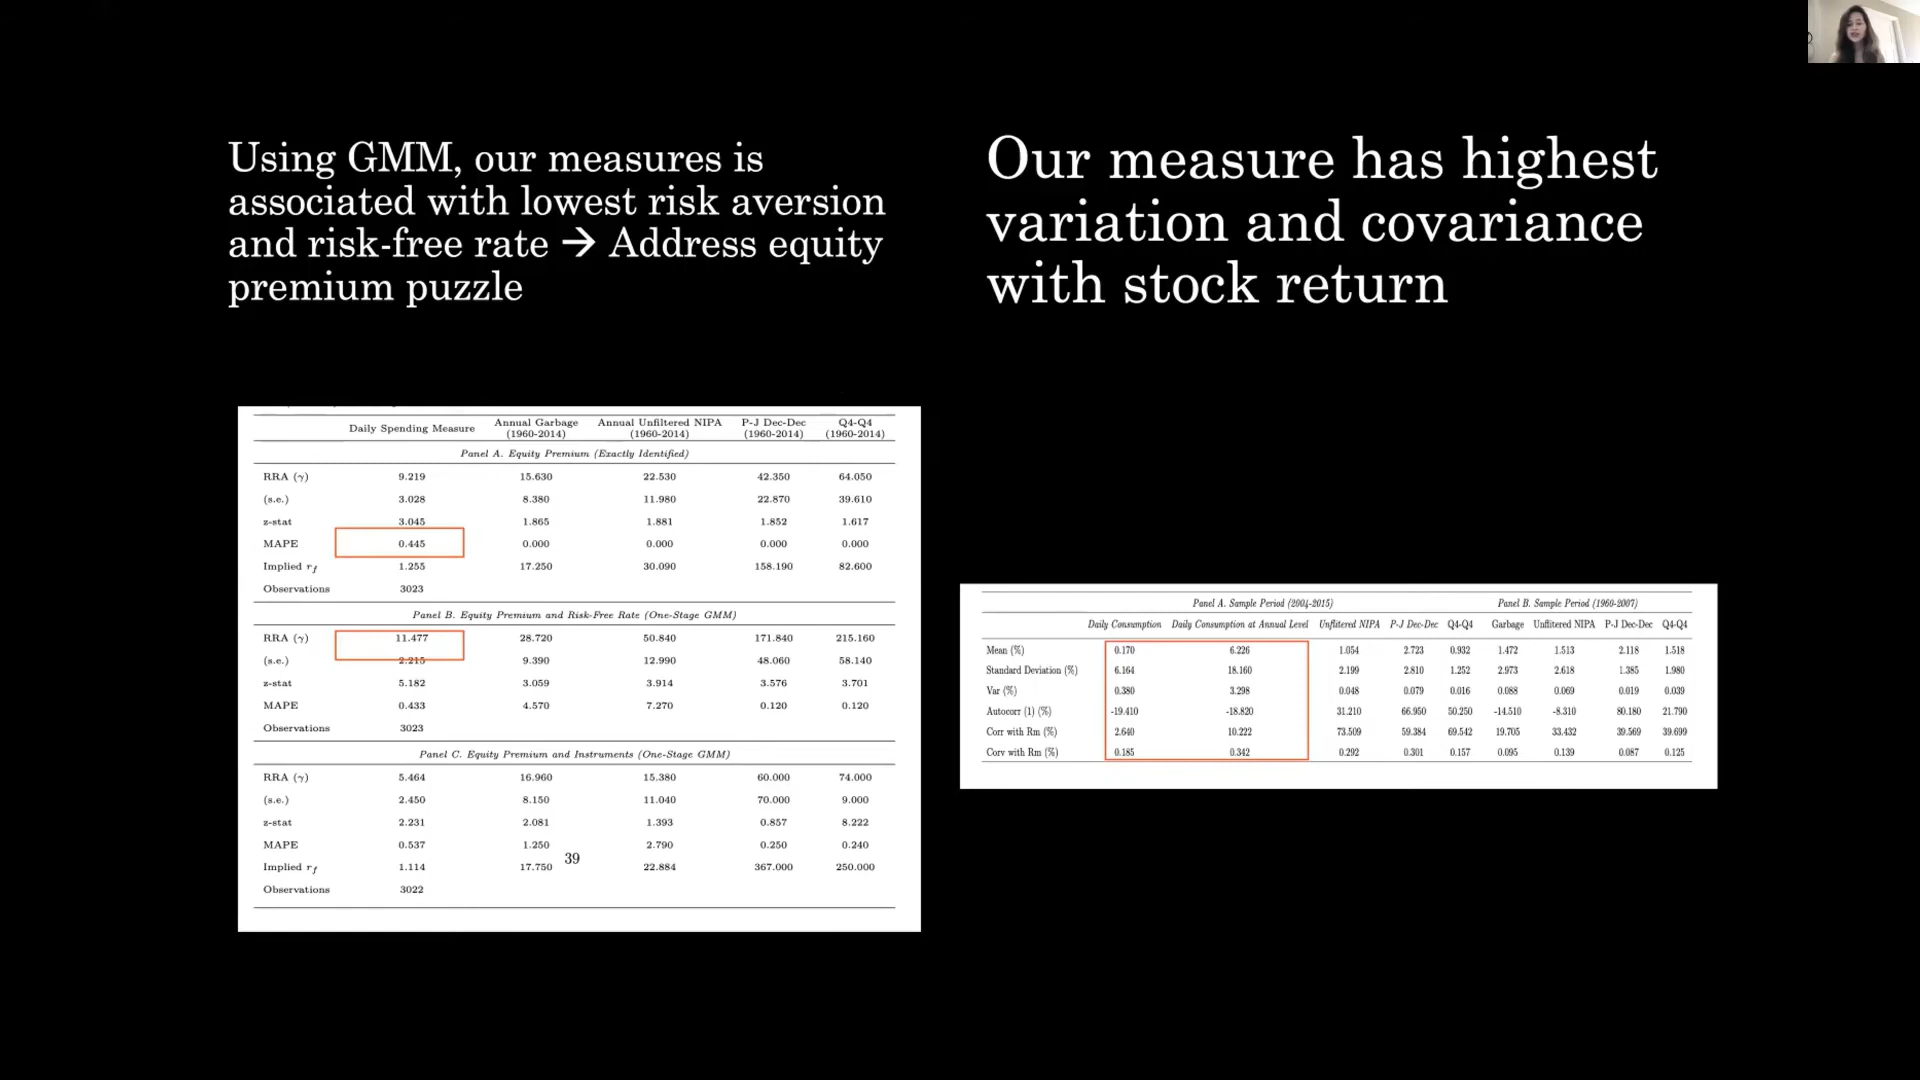 Using GMM, our measures is
associated with lowest risk aversion
and risk-free rate → Address equity
premium puzzle
Our measure has highest
variation and covariance
with stock return
Daily Spending Measure Annual Garbage (1960-2014) Annual Unfiltered NIPA (1960-2014) P-J Dec-Dec (1960-2014) Q4-Q4 (1960-2014)
Panel A. Equity Premium (Exactly Identified)
RRA (γ) 9.219 15.630 22.530 42.350 64.050
(s.e.) 3.028 8.380 11.980 22.870 39.610
z-stat 3.045 1.865 1.881 1.852 1.617
MAPE 0.445 0.000 0.000 0.000 0.000
Implied rf 1.255 17.250 30.090 158.190 82.600
Observations 3023
Panel B. Equity Premium and Risk-Free Rate (One-Stage GMM)
RRA (γ) 11.477 28.720 50.840 171.840 215.160
(s.e.) 2.215 9.390 12.990 48.060 58.140
z-stat 5.182 3.059 3.914 3.576 3.701
MAPE 0.433 4.570 7.270 0.120 0.120
Observations 3023
Panel C. Equity Premium and Instruments (One-Stage GMM)
RRA (γ) 5.464 16.960 15.380 60.000 74.000
(s.e.) 2.450 8.150 11.040 70.000 9.000
z-stat 2.231 2.081 1.393 0.857 8.222
MAPE 0.537 1.250 2.790 0.250 0.240
39
Implied rf 1.114 17.750 22.884 367.000 250.000
Observations 3022
Panel A. Sample Period (2004-2015) Panel B. Sample Period (1960-2007)
Daily Consumption Daily Consumption at Annual Level Unfiltered NIPA P-J Dec-Dec Q4-Q4 Garbage Unfiltered NIPA P-J Dec-Dec Q4-Q4
Mean (%) 0.170 6.226 1.054 2.723 0.932 1.472 1.513 2.118 1.518
Standard Deviation (%) 6.164 18.160 2.199 2.810 1.252 2.973 2.618 1.385 1.980
Var (%) 0.380 3.298 0.048 0.079 0.016 0.088 0.069 0.019 0.039
Autocorr (1) (%) -19.410 -18.820 31.210 66.950 50.250 -14.510 -8.310 80.180 21.790
Corr with Rm (%) 2.640 10.222 73.509 59.384 69.542 19.705 33.432 39.569 39.699
Corv with Rm (%) 0.185 0.342 0.292 0.301 0.157 0.095 0.139 0.087 0.125